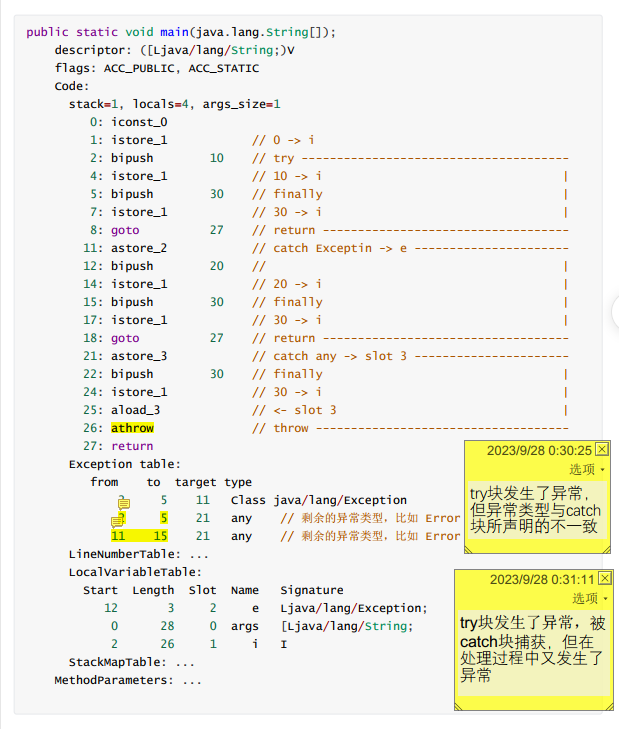 public static void main(java.lang.String[]);
descriptor: ([Ljava/lang/String;)V
flags: ACC_PUBLIC, ACC_STATIC
Code:
stack=1, locals=4, args_size=1
0: iconst_0
1: istore_1 // 0 -> i
2: bipush 10 // try --------------------------------------
4: istore_1 // 10 -> i |
5: bipush 30 // finally |
7: istore_1 // 30 -> i |
8: goto 27 // return -----------------------------------
11: astore_2 // catch Exceptin -> e ----------------------
12: bipush 20 // |
14: istore_1 // 20 -> i |
15: bipush 30 // finally |
17: istore_1 // 30 -> i |
18: goto 27 // return -----------------------------------
21: astore_3 // catch any -> slot 3 ----------------------
22: bipush 30 // finally |
24: istore_1 // 30 -> i |
25: aload_3 // <- slot 3 |
26: athrow // throw ------------------------------------
27: return
Exception table:
from to target type
5 11 Class java/lang/Exception
5 21 any // 剩余的异常类型，比如 Error
11 15 21 any // 剩余的异常类型，比如 Error
LineNumberTable: ...
LocalVariableTable:
Start Length Slot Name Signature
12 3 2 e Ljava/lang/Exception;
0 28 0 args [Ljava/lang/String;
2 26 1 i I
StackMapTable: ...
MethodParameters: ...
2023/9/28 0:30:25
选项
try块发生了异常，
但异常类型与catch
块所声明的不一致
2023/9/28 0:31:11
选项
try块发生了异常，被
catch块捕获，但在
处理过程中又发生了
异常